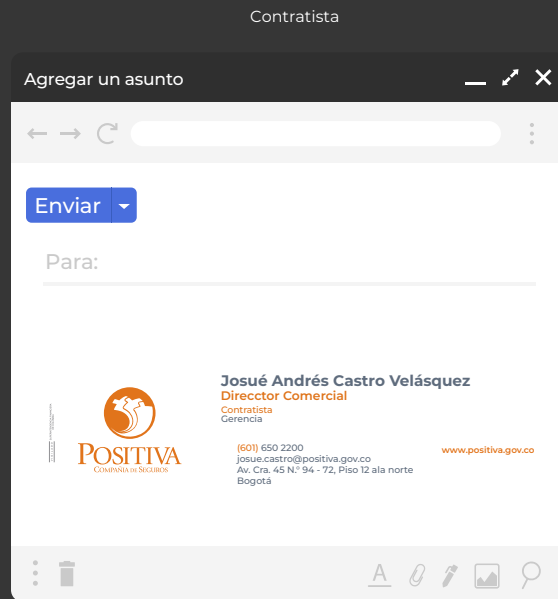 Contratista
Agregar un asunto
Enviar
Para:
Josué Andrés Castro Velásquez
Direcctor Comercial
Contratista
Gerencia
POSITIVA
COMPAÑIA DE SEGUROS
(601) 650 2200
josue.castro@positiva.gov.co
Av. Cra. 45 N.° 94 - 72, Piso 12 ala norte
Bogotá
www.positiva.gov.co
A